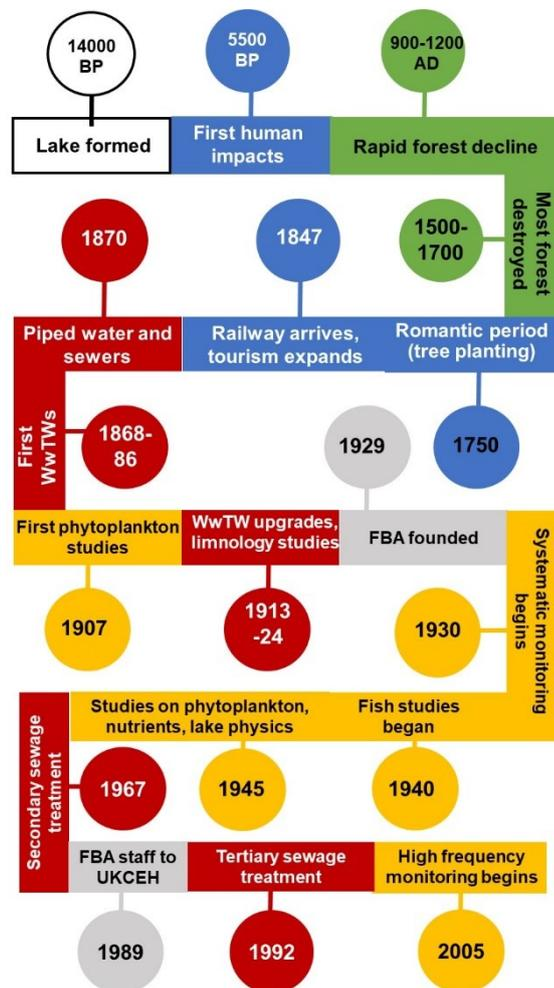 14000
BP
5500
BP
900-1200
AD
Lake formed
First human
impacts
Rapid forest decline
Most forest
destroyed
1870
1847
1500-
1700
Piped water and
sewers
Railway arrives,
tourism expands
Romantic period
(tree planting)
First
WwTWs
1868-
86
1929
1750
First phytoplankton
studies
WwTW upgrades,
limnology studies
FBA founded
Systematic monitoring
begins
1907
1913
-24
1930
Studies on phytoplankton,
nutrients, lake physics
Fish studies
began
Secondary sewage
treatment
1967
1945
1940
FBA staff to
UKCEH
Tertiary sewage
treatment
High frequency
monitoring begins
1989
1992
2005